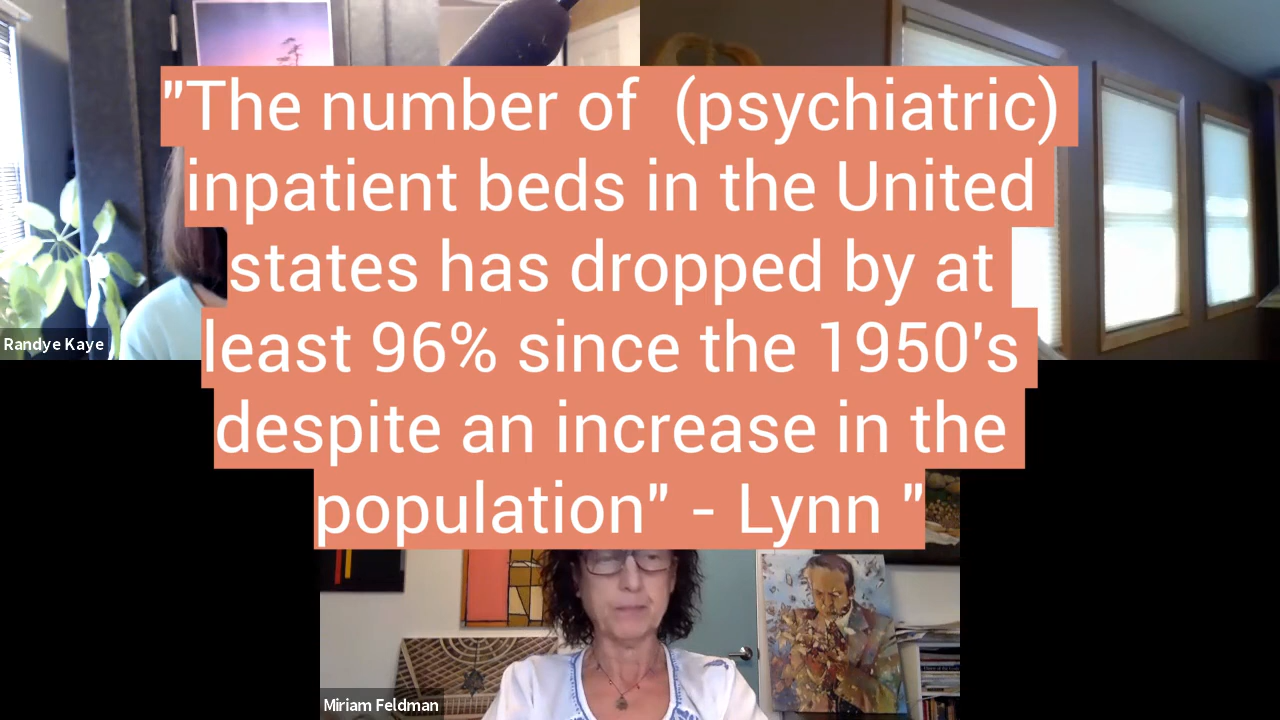 "The number of (psychiatric)
inpatient beds in the United
states has dropped by at
least 96% since the 1950's
despite an increase in the
population" - Lynn "
Randye Kaye
Miriam Feldman